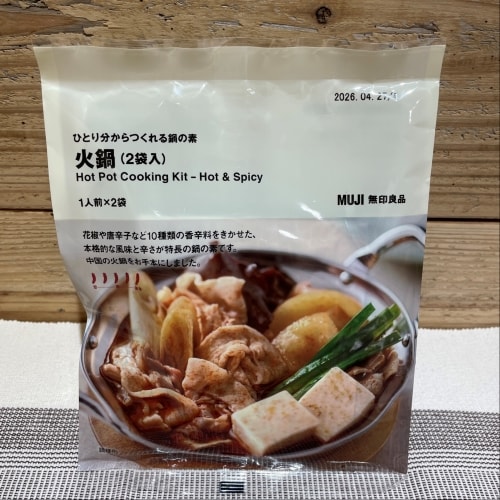 2026. 04. 27
ひとり分からつくれる鍋の素
火鍋(2袋入)
Hot Pot Cooking Kit – Hot & Spicy
1人前×2袋
MUJI 無印良品
花椒や唐辛子など10種類の香辛料をきかせた、
本格的な風味と辛さが特長の鍋の素です。
中国の火鍋をお手本にしました。